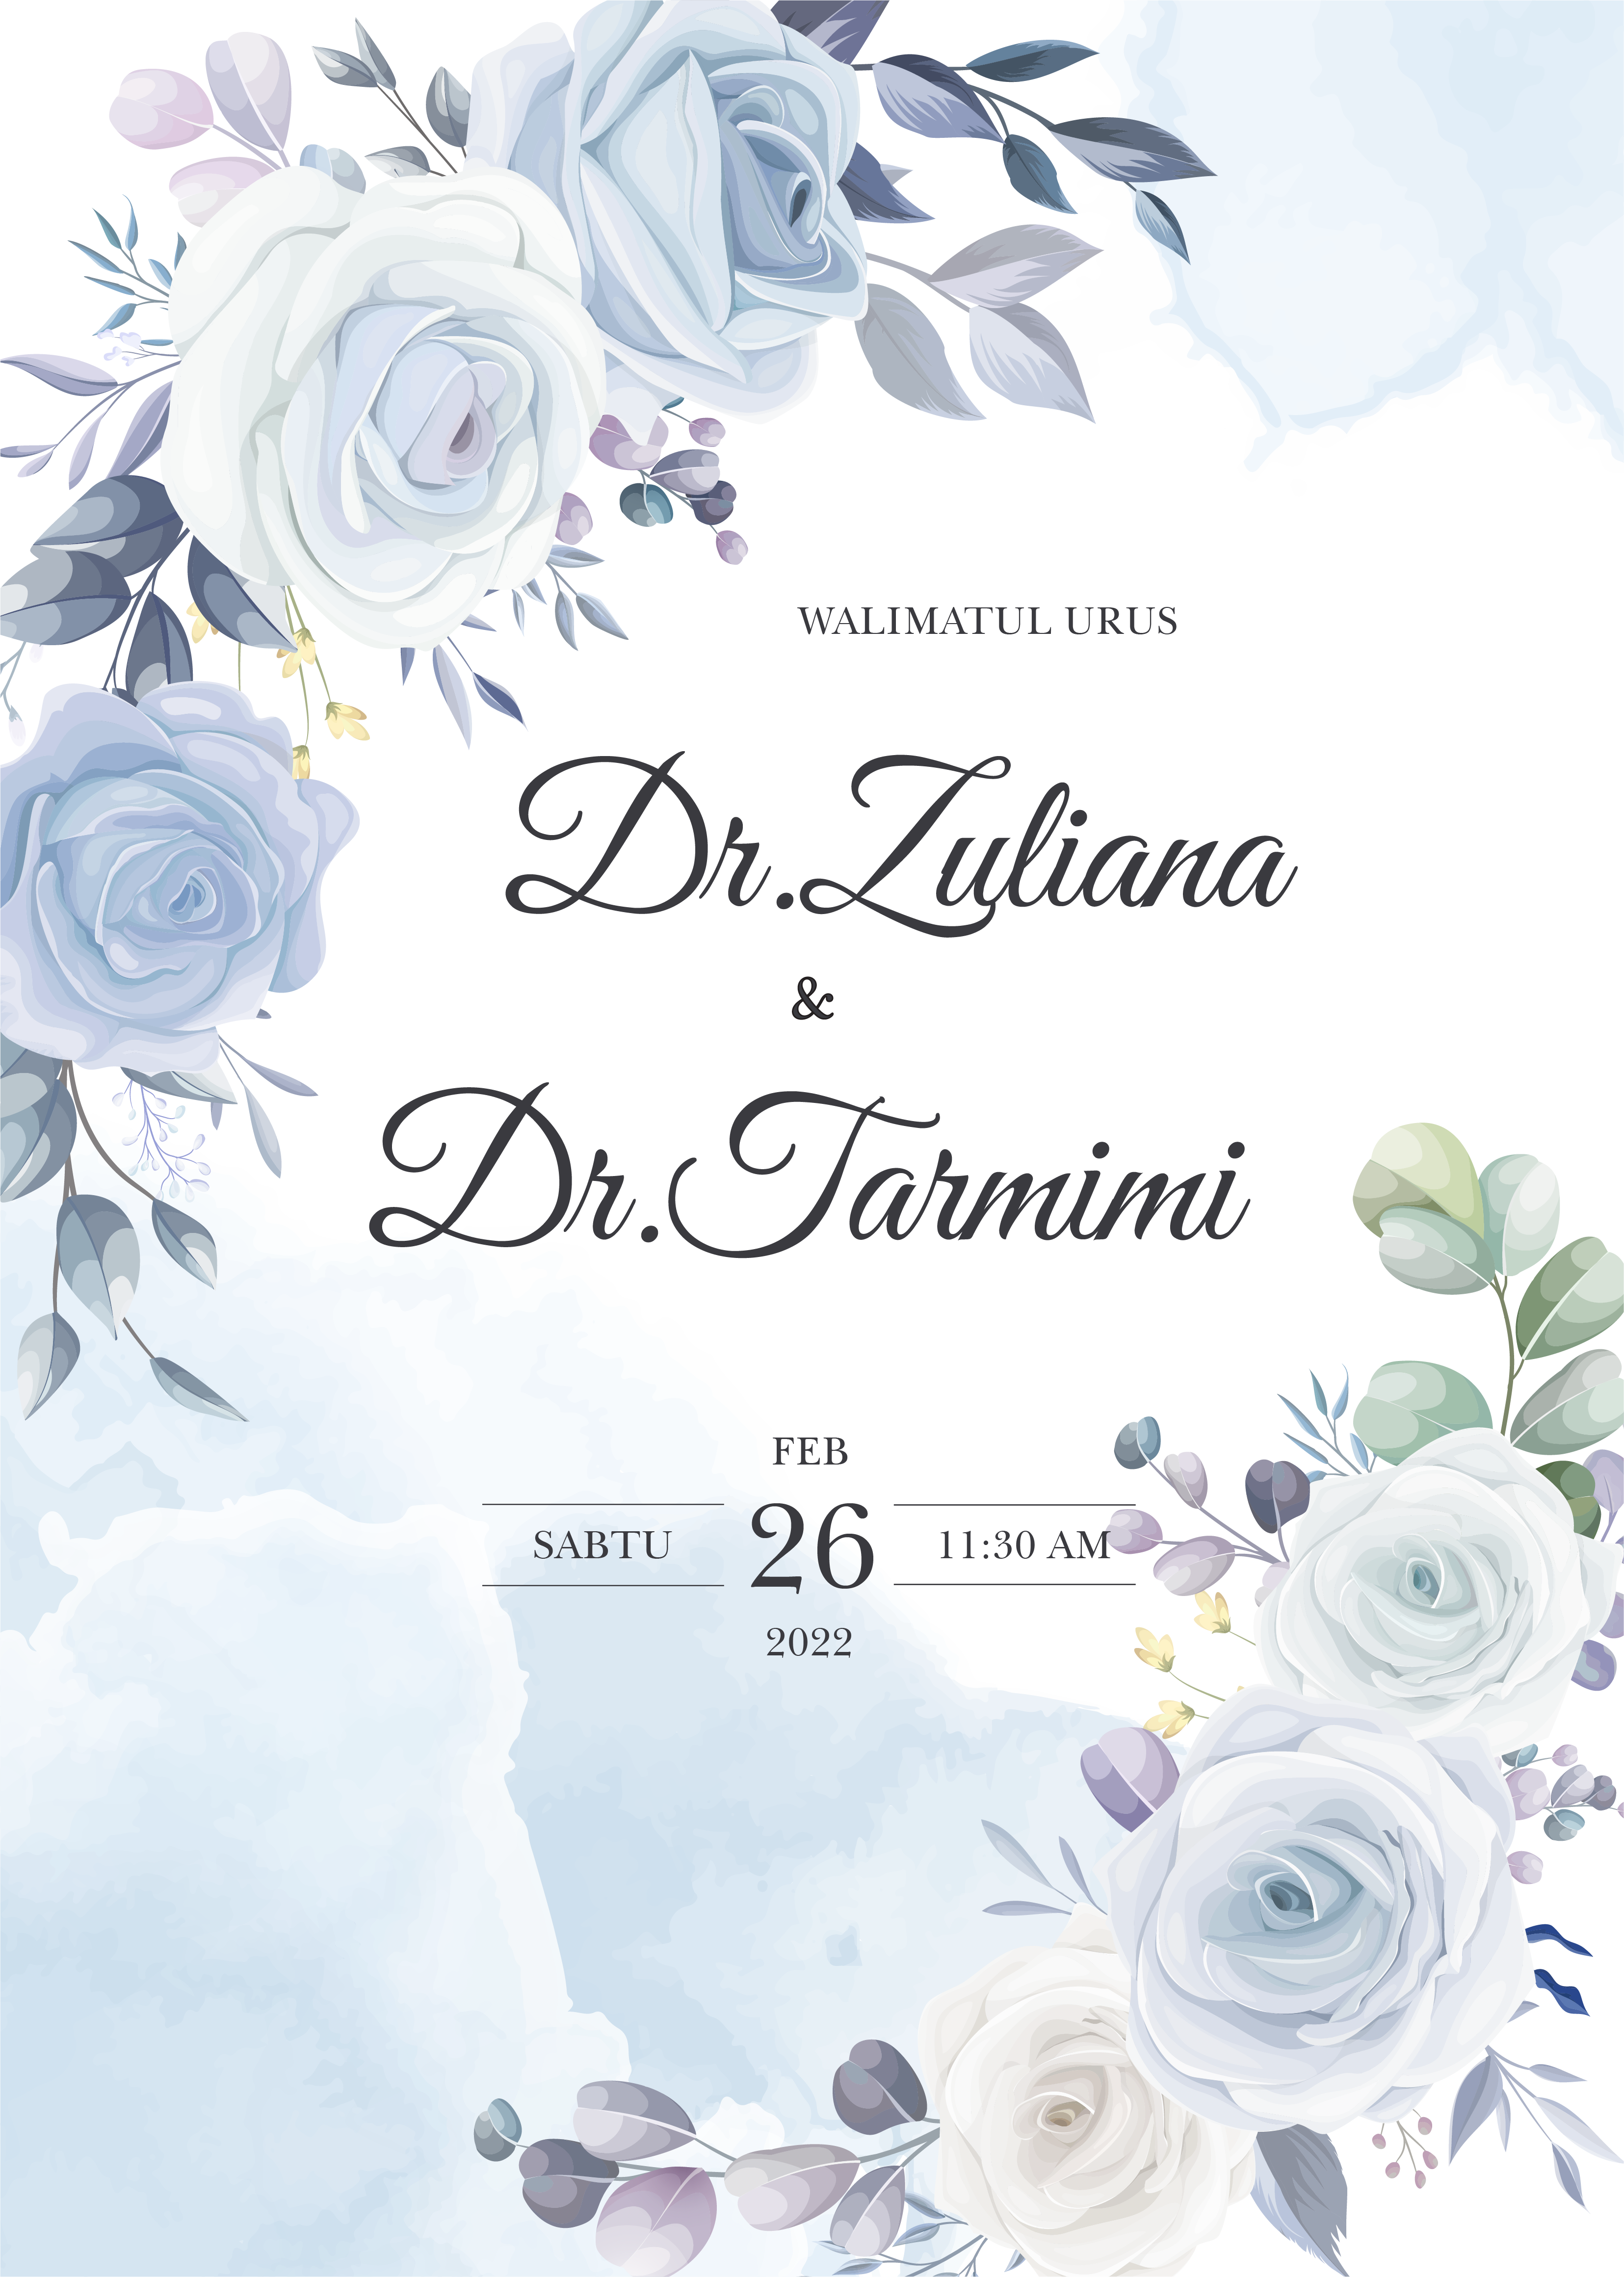 WALIMATUL URUS
Dr.Zuliana
&
Dr.Tarmimi
FEB
SABTU 26 11:30 AM
2022